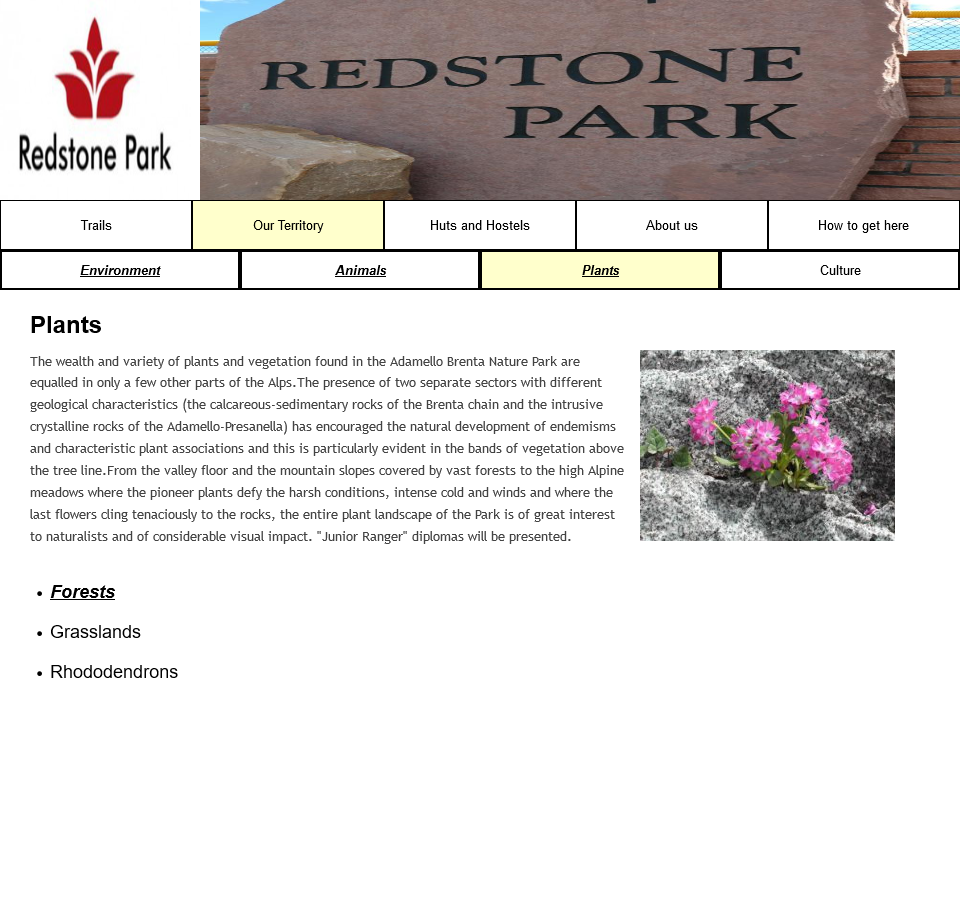 Redstone Park
REDSTONE
PARK
Trails
Our Territory
Huts and Hostels
About us
How to get here
Environment
Animals
Plants
Culture
Plants
The wealth and variety of plants and vegetation found in the Adamello Brenta Nature Park are
equalled in only a few other parts of the Alps.The presence of two separate sectors with different
geological characteristics (the calcareous-sedimentary rocks of the Brenta chain and the intrusive
crystalline rocks of the Adamello-Presanella) has encouraged the natural development of endemisms
and characteristic plant associations and this is particularly evident in the bands of vegetation above
the tree line.From the valley floor and the mountain slopes covered by vast forests to the high Alpine
meadows where the pioneer plants defy the harsh conditions, intense cold and winds and where the
last flowers cling tenaciously to the rocks, the entire plant landscape of the Park is of great interest
to naturalists and of considerable visual impact. "Junior Ranger" diplomas will be presented.
• Forests
• Grasslands
• Rhododendrons